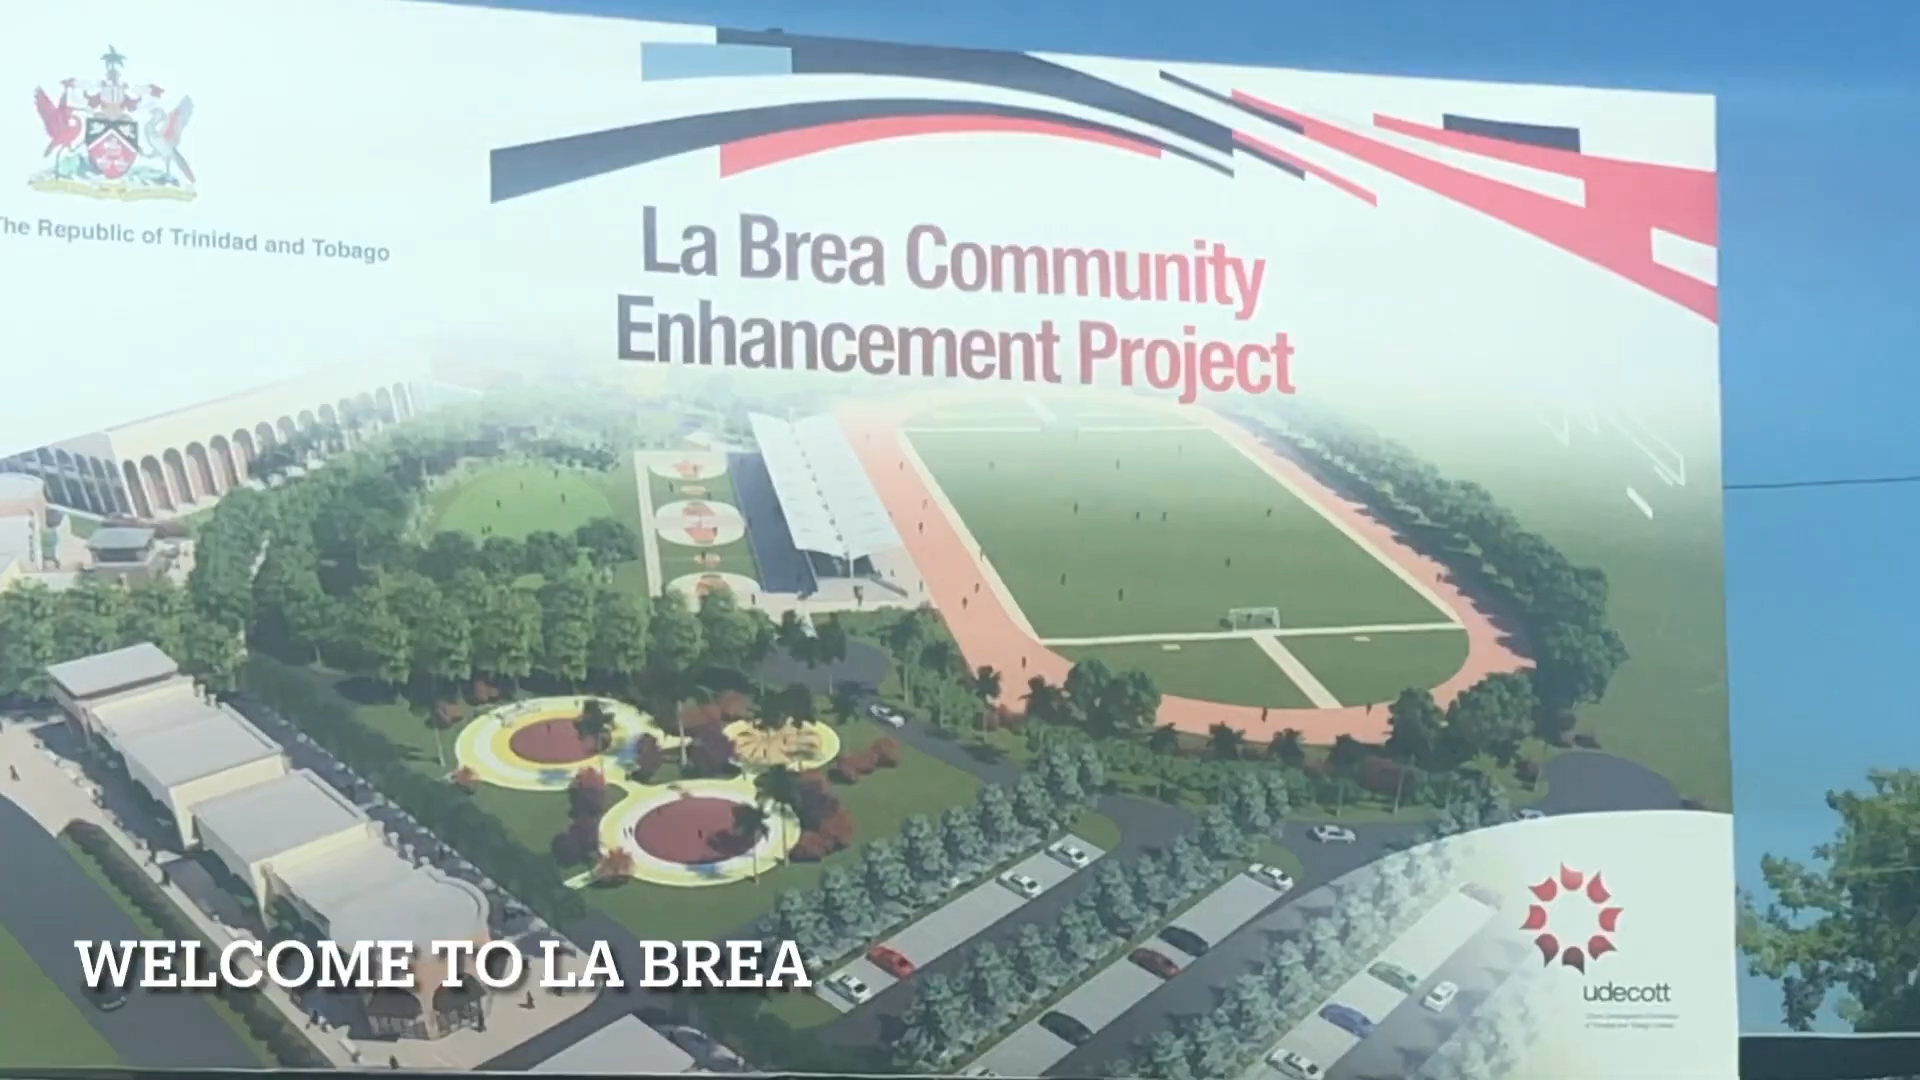 The Republic of Trinidad and Tobago
La Brea Community
Enhancement Project
WELCOME TO LA BREA
udecott